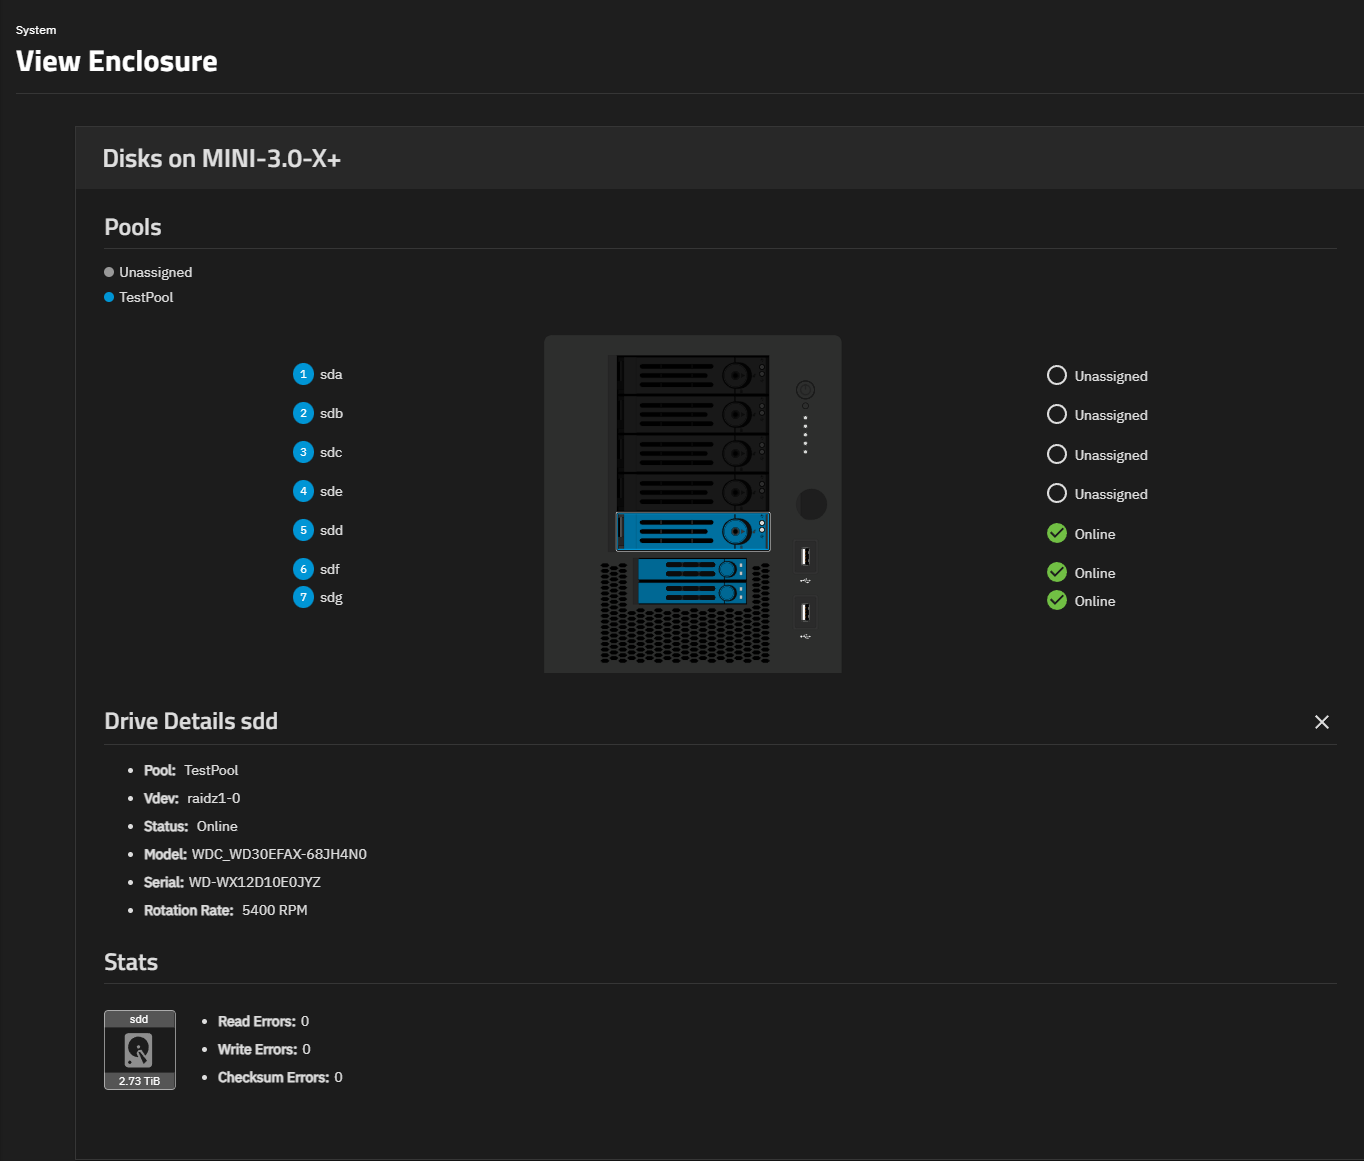 System
View Enclosure
Disks on MINI-3.0-X+
Pools
Unassigned
TestPool
1 sda Unassigned
2 sdb Unassigned
3 sdc Unassigned
4 sde Unassigned
5 sdd Online
6 sdf Online
7 sdg Online
Drive Details sdd
Pool: TestPool
Vdev: raidz1-0
Status: Online
Model: WDC_WD30EFAX-68JH4N0
Serial: WD-WX12D10E0JYZ
Rotation Rate: 5400 RPM
Stats
sdd
2.73 TiB
Read Errors: 0
Write Errors: 0
Checksum Errors: 0